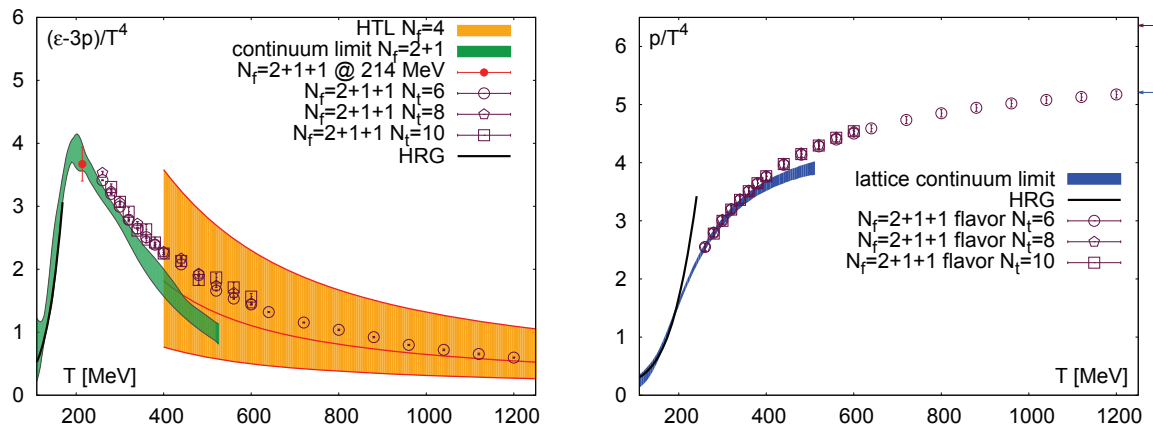 (ε-3p)/T⁴
HTL N_f=4
continuum limit N_f=2+1
N_f=2+1+1 @ 214 MeV
N_f=2+1+1 N_t=6
N_f=2+1+1 N_t=8
N_f=2+1+1 N_t=10
HRG
6
5
4
3
2
1
0
T [MeV]
200 400 600 800 1000 1200
p/T⁴
6
5
4
3
2
1
0
lattice continuum limit
HRG
N_f=2+1+1 flavor N_t=6
N_f=2+1+1 flavor N_t=8
N_f=2+1+1 flavor N_t=10
T [MeV]
200 400 600 800 1000 1200